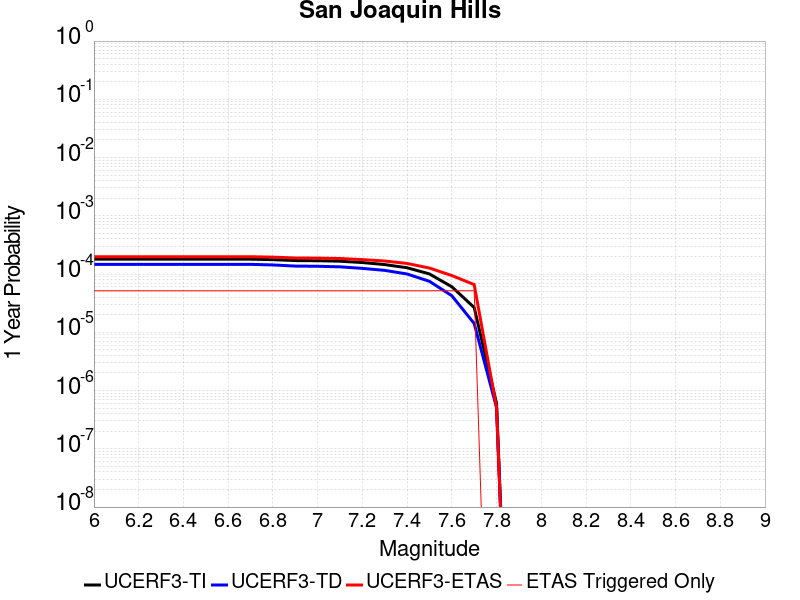 San Joaquin Hills
10^0
10^-1
10^-2
10^-3
10^-4
10^-5
10^-6
10^-7
10^-8
1 Year Probability
6 6.2 6.4 6.6 6.8 7 7.2 7.4 7.6 7.8 8 8.2 8.4 8.6 8.8 9
Magnitude
UCERF3-TI UCERF3-TD UCERF3-ETAS ETAS Triggered Only